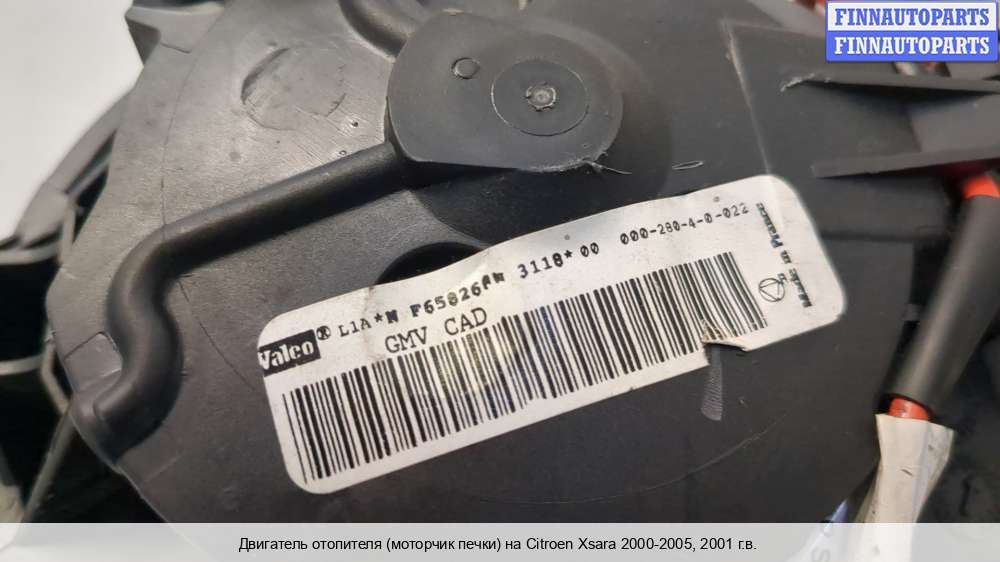 FINNAUTOPARTS
FINNAUTOPARTS
Valeo® L1A*N F65826 3118*00 000-280-4-0-022
GMV CAD
Made in France
Двигатель отопителя (моторчик печки) на Citroen Xsara 2000-2005, 2001 г.в.